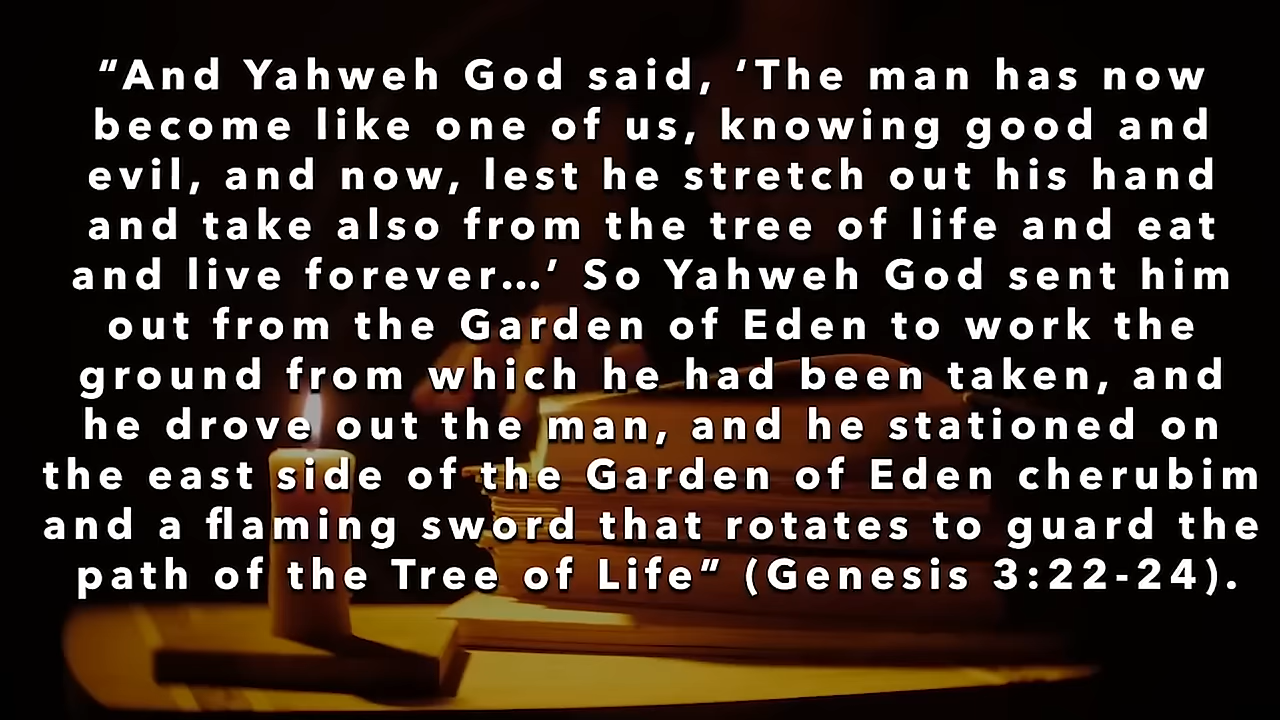 “And Yahweh God said, ‘The man has now
become like one of us, knowing good and
evil, and now, lest he stretch out his hand
and take also from the tree of life and eat
and live forever…’ So Yahweh God sent him
out from the Garden of Eden to work the
ground from which he had been taken, and
he drove out the man, and he stationed on
the east side of the Garden of Eden cherubim
and a flaming sword that rotates to guard the
path of the Tree of Life” (Genesis 3:22-24).